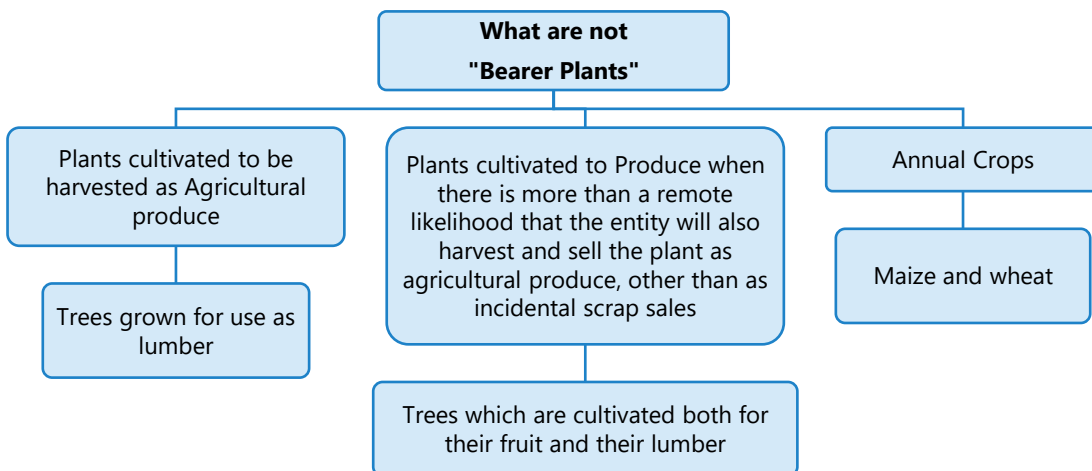 What are not
"Bearer Plants"
Plants cultivated to be
harvested as Agricultural
produce
Trees grown for use as
lumber
Plants cultivated to Produce when
there is more than a remote
likelihood that the entity will also
harvest and sell the plant as
agricultural produce, other than as
incidental scrap sales
Trees which are cultivated both for
their fruit and their lumber
Annual Crops
Maize and wheat